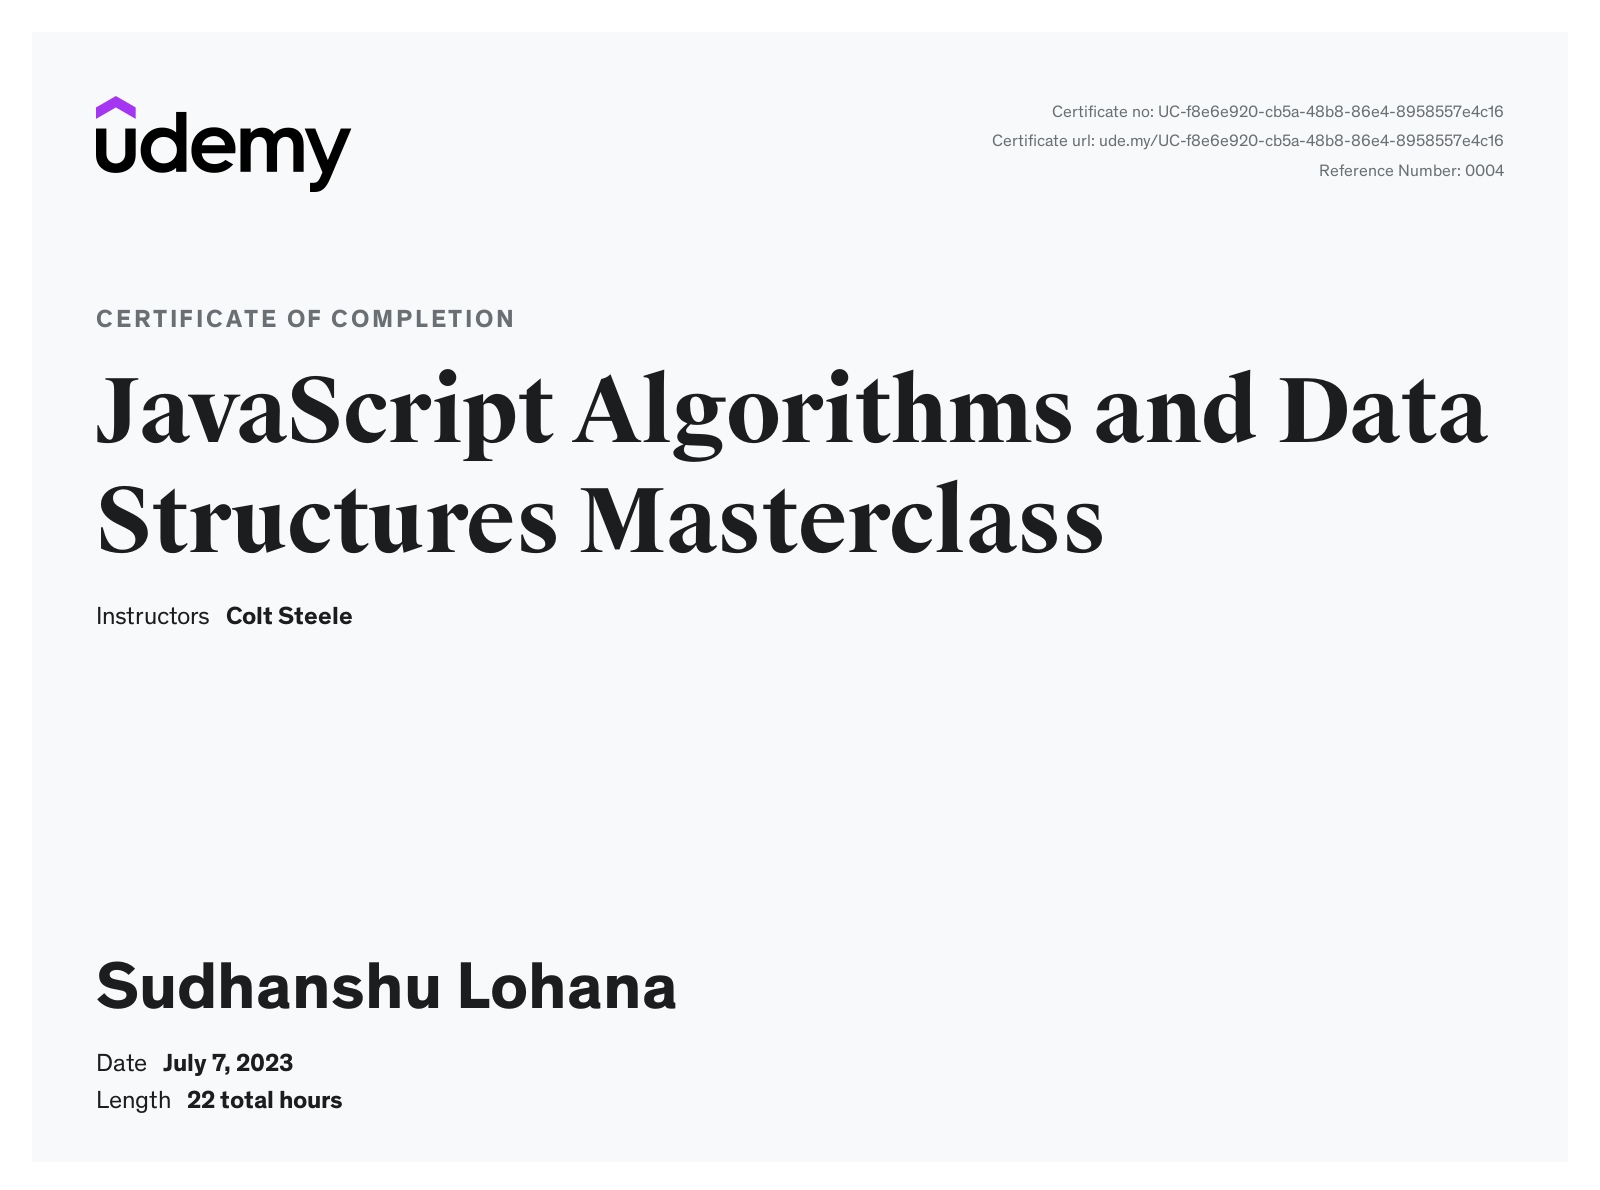 udemy
Certificate no: UC-f8e6e920-cb5a-48b8-86e4-8958557e4c16
Certificate url: ude.my/UC-f8e6e920-cb5a-48b8-86e4-8958557e4c16
Reference Number: 0004
CERTIFICATE OF COMPLETION
JavaScript Algorithms and Data
Structures Masterclass
Instructors Colt Steele
Sudhanshu Lohana
Date July 7, 2023
Length 22 total hours